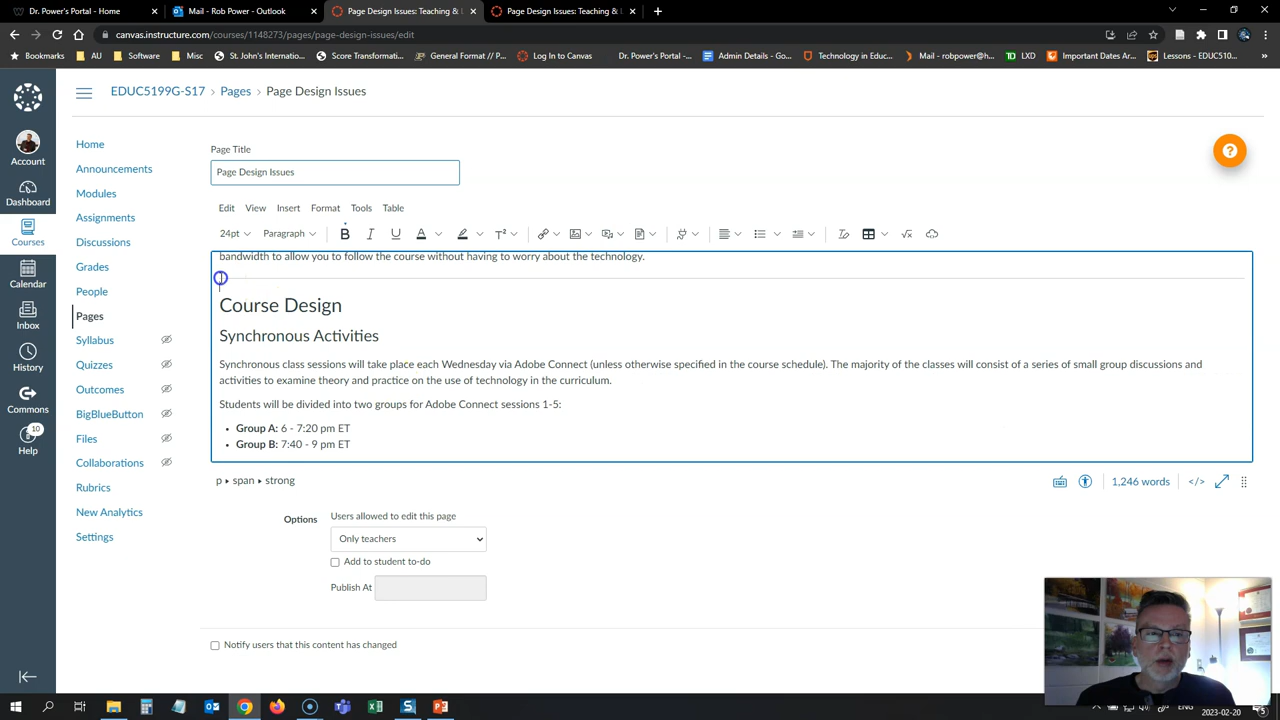 Dr. Power's Home
Mail - Rob Power - Outlook
Page Design Issues: Teaching & L
Page Design Issues: Teaching & L
canvas.instructure.com/courses/1148273/pages/page-design-issues/edit
Bookmarks
AU
Software
Misc
St. John's Internatio...
Score Transformati...
General Format // P...
Log In to Canvas
Dr. Power's Portal -...
Admin Details - Go...
Technology in Educ...
Mail - robpower@h...
LXD
Important Dates Ar...
Lessons - EDUC510...
Account
Dashboard
Courses
Calendar
Inbox
History
Commons
10
Help
EDUC5199G-S17 › Pages › Page Design Issues
Home
Announcements
Modules
Assignments
Discussions
Grades
People
Pages
Syllabus
Quizzes
Outcomes
BigBlueButton
Files
Collaborations
Rubrics
New Analytics
Settings
Page Title
Page Design Issues
Edit View Insert Format Tools Table
24pt Paragraph
bandwidth to allow you to follow the course without having to worry about the technology.
Course Design
Synchronous Activities
Synchronous class sessions will take place each Wednesday via Adobe Connect (unless otherwise specified in the course schedule). The majority of the classes will consist of a series of small group discussions and
activities to examine theory and practice on the use of technology in the curriculum.
Students will be divided into two groups for Adobe Connect sessions 1-5:
• Group A: 6 - 7:20 pm ET
• Group B: 7:40 - 9 pm ET
p ▸ span ▸ strong
1,246 words
</>
Options
Users allowed to edit this page
Only teachers
Add to student to-do
Publish At
Notify users that this content has changed
ENG
2023-02-20
5